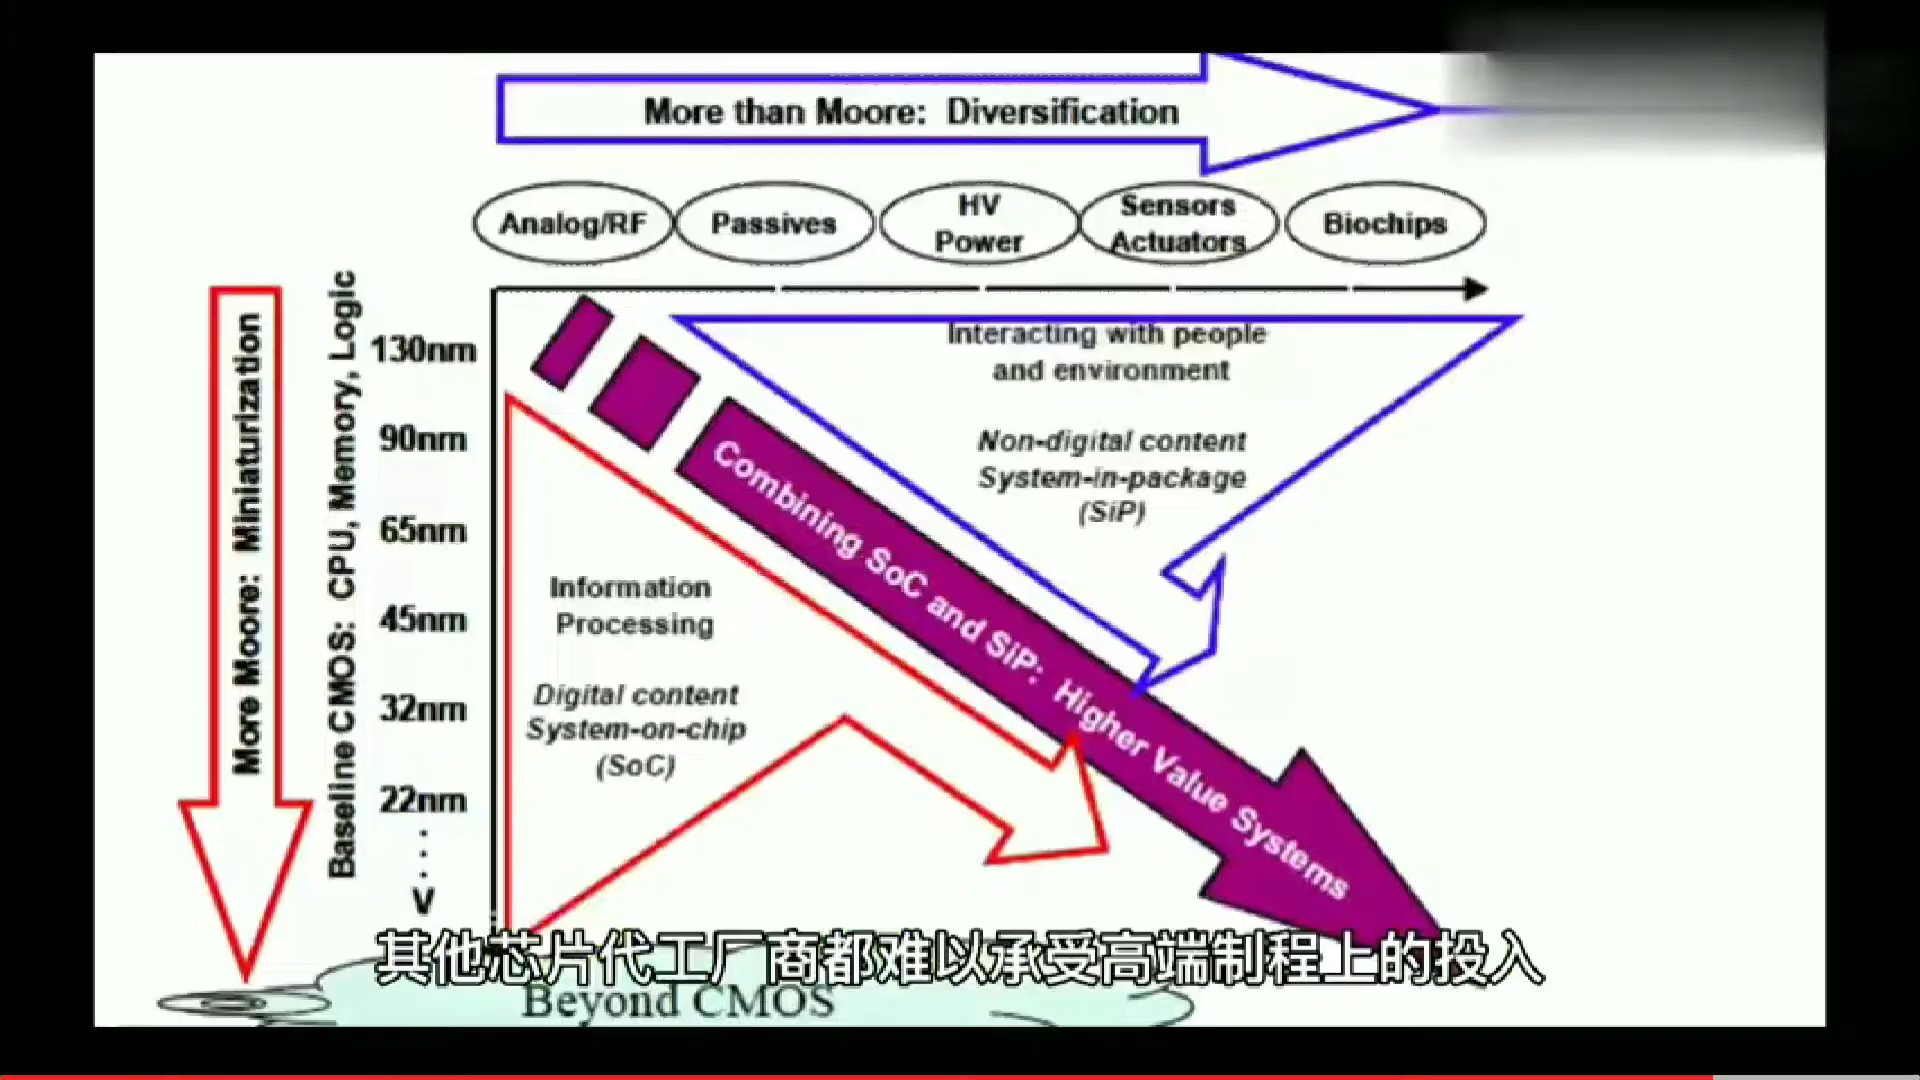 More than Moore: Diversification
Analog/RF
Passives
HV
Power
Sensors
Actuators
Biochips
More Moore: Miniaturization
Baseline CMOS: CPU, Memory, Logic
130nm
90nm
65nm
45nm
32nm
22nm
V
Interacting with people
and environment
Non-digital content
System-in-package
(SiP)
Combining SoC and SiP: Higher Value Systems
Information
Processing
Digital content
System-on-chip
(SoC)
其他芯片代工厂商都难以承受高端制程上的投入
Beyond CMOS